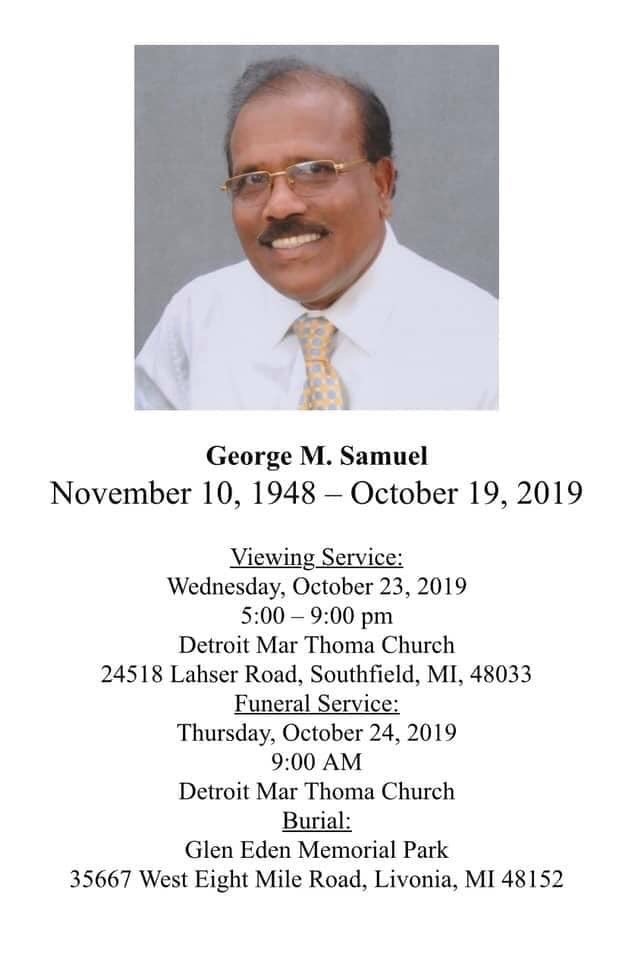 George M. Samuel
November 10, 1948 – October 19, 2019
Viewing Service:
Wednesday, October 23, 2019
5:00 – 9:00 pm
Detroit Mar Thoma Church
24518 Lahser Road, Southfield, MI, 48033
Funeral Service:
Thursday, October 24, 2019
9:00 AM
Detroit Mar Thoma Church
Burial:
Glen Eden Memorial Park
35667 West Eight Mile Road, Livonia, MI 48152